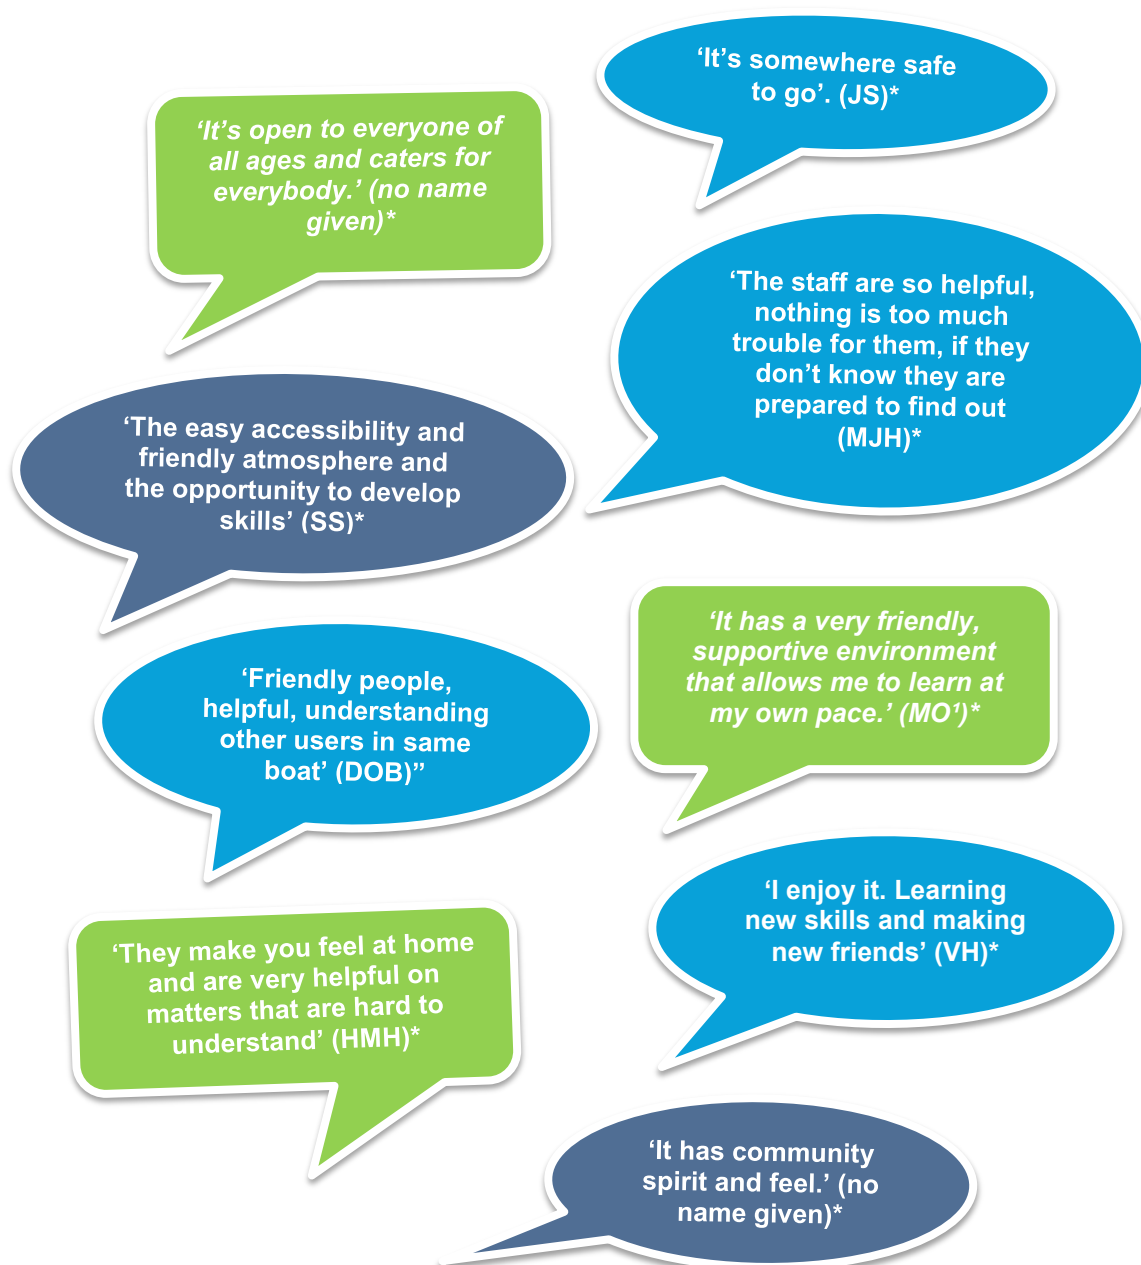 ‘It’s somewhere safe
to go’. (JS)*
‘It’s open to everyone of
all ages and caters for
everybody.’ (no name
given)*
‘The staff are so helpful,
nothing is too much
trouble for them, if they
don’t know they are
prepared to find out
(MJH)*
‘The easy accessibility and
friendly atmosphere and
the opportunity to develop
skills’ (SS)*
‘It has a very friendly,
supportive environment
that allows me to learn at
my own pace.’ (MO¹)*
‘Friendly people,
helpful, understanding
other users in same
boat’ (DOB)”
‘I enjoy it. Learning
new skills and making
new friends’ (VH)*
‘They make you feel at home
and are very helpful on
matters that are hard to
understand’ (HMH)*
‘It has community
spirit and feel.’ (no
name given)*